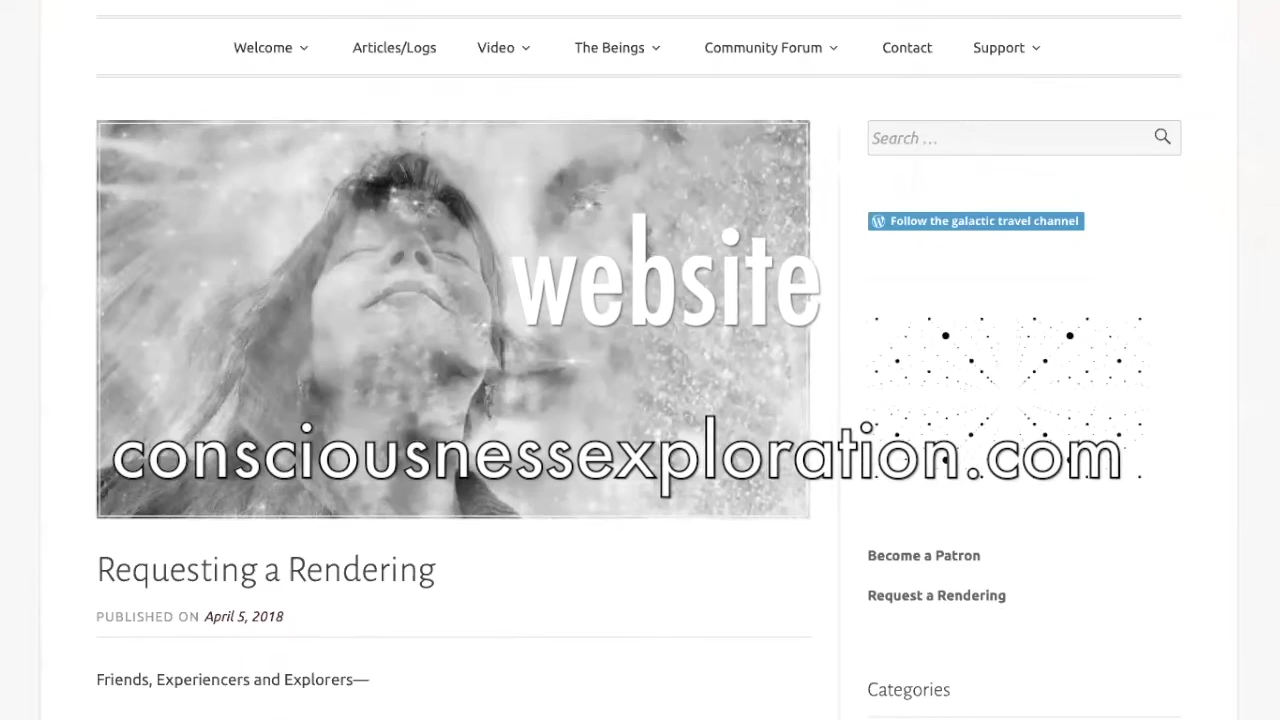 Welcome
Articles/Logs
Video
The Beings
Community Forum
Contact
Support
Search ...
Follow the galactic travel channel
website
consciousnessexploration.com
Become a Patron
Request a Rendering
Requesting a Rendering
PUBLISHED ON April 5, 2018
Friends, Experiencers and Explorers—
Categories